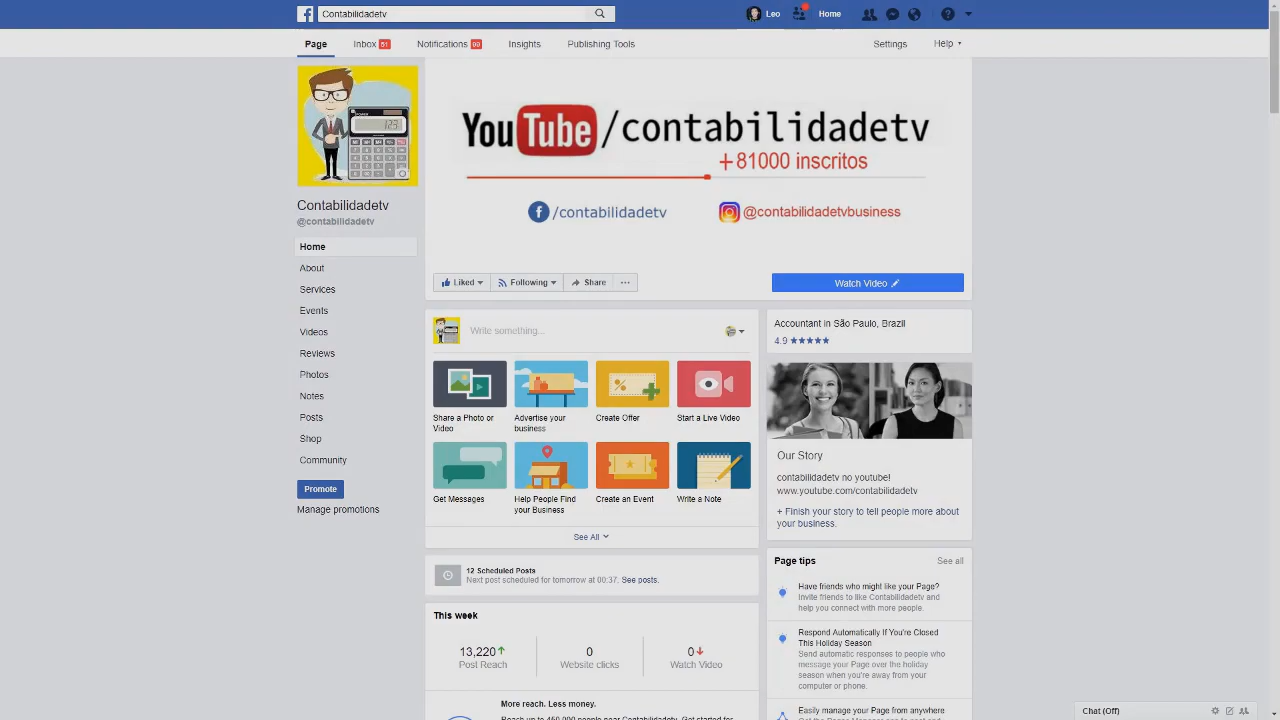 Contabilidadetv
Leo
Home
Page
Inbox 51
Notifications 99
Insights
Publishing Tools
Settings
Help
YouTube/contabilidadetv
+81000 inscritos
/contabilidadetv
@contabilidadetvbusiness
Contabilidadetv
@contabilidadetv
Home
About
Services
Events
Videos
Reviews
Photos
Notes
Posts
Shop
Community
Promote
Manage promotions
Liked
Following
Share
Watch Video
Write something...
Share a Photo or
Video
Advertise your
business
Create Offer
Start a Live Video
Get Messages
Help People Find
your Business
Create an Event
Write a Note
See All
12 Scheduled Posts
Next post scheduled for tomorrow at 00:37. See posts.
This week
13,220
Post Reach
0
Website clicks
0
Watch Video
More reach. Less money.
Accountant in São Paulo, Brazil
4.9 ★★★★★
Our Story
contabilidadetv no youtube!
www.youtube.com/contabilidadetv
+ Finish your story to tell people more about
your business.
Page tips
See all
Have friends who might like your Page?
Invite friends to like Contabilidadetv and
help you connect with more people.
Respond Automatically If You're Closed
This Holiday Season
Send automatic responses to people who
message your Page over the holiday
season when you're away from your
computer or phone.
Easily manage your Page from anywhere
Chat (Off)